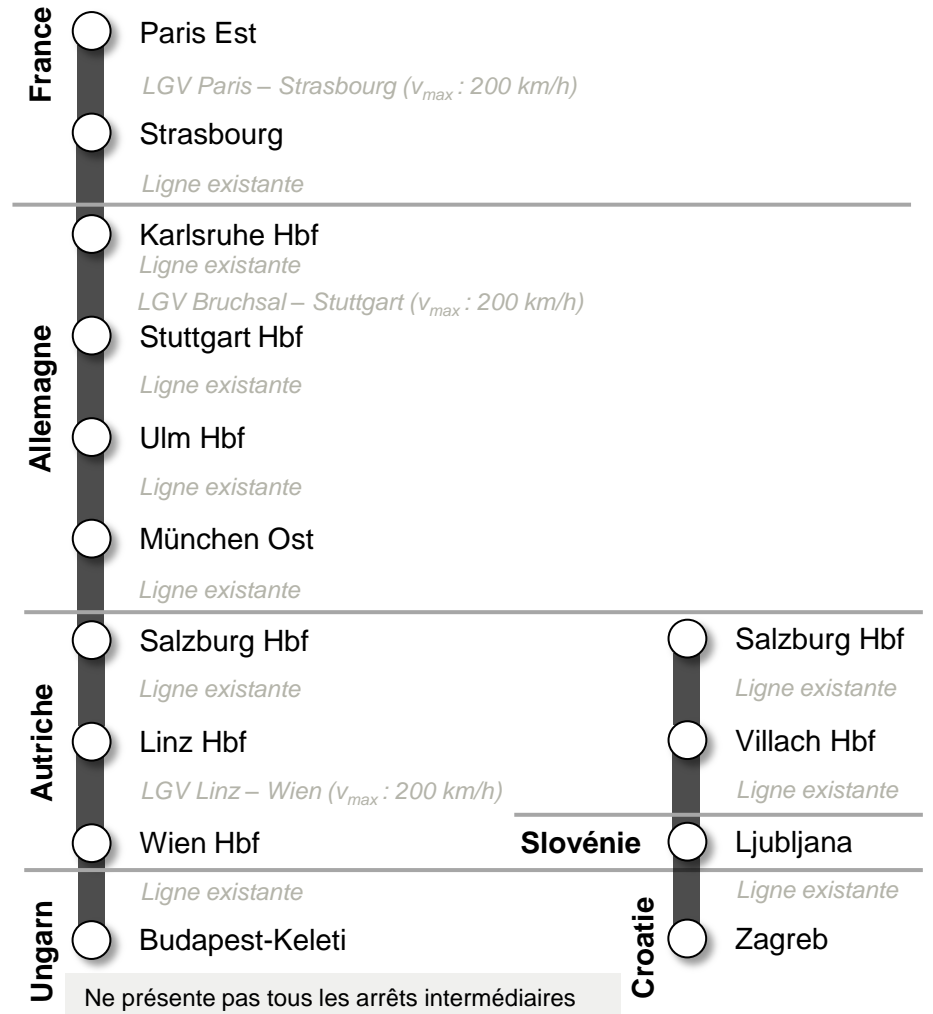 France
Paris Est
LGV Paris – Strasbourg (vmax : 200 km/h)
Strasbourg
Ligne existante
Allemagne
Karlsruhe Hbf
Ligne existante
LGV Bruchsal – Stuttgart (vmax : 200 km/h)
Stuttgart Hbf
Ligne existante
Ulm Hbf
Ligne existante
München Ost
Ligne existante
Autriche
Salzburg Hbf
Ligne existante
Linz Hbf
LGV Linz – Wien (vmax : 200 km/h)
Wien Hbf
Ungarn
Ligne existante
Budapest-Keleti
Salzburg Hbf
Ligne existante
Villach Hbf
Ligne existante
Slovénie
Ljubljana
Croatie
Ligne existante
Zagreb
Ne présente pas tous les arrêts intermédiaires